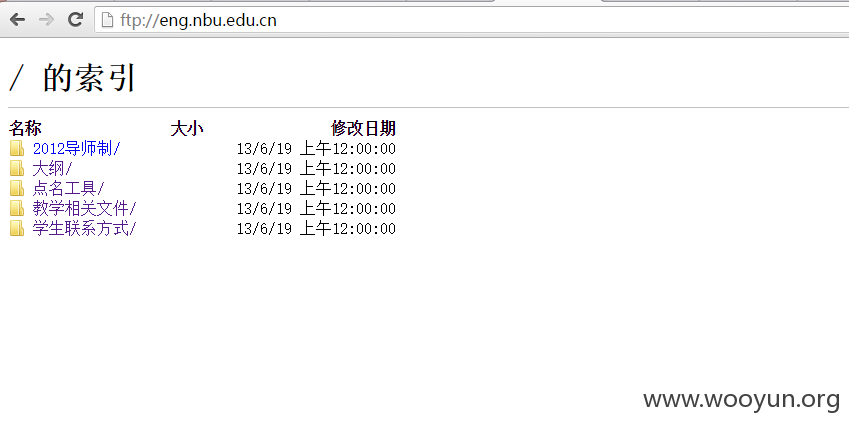 ftp://eng.nbu.edu.cn
/ 的索引
名称 大小 修改日期
2012导师制/ 13/6/19 上午12:00:00
大纲/ 13/6/19 上午12:00:00
点名工具/ 13/6/19 上午12:00:00
教学相关文件/ 13/6/19 上午12:00:00
学生联系方式/ 13/6/19 上午12:00:00
www.wooyun.org